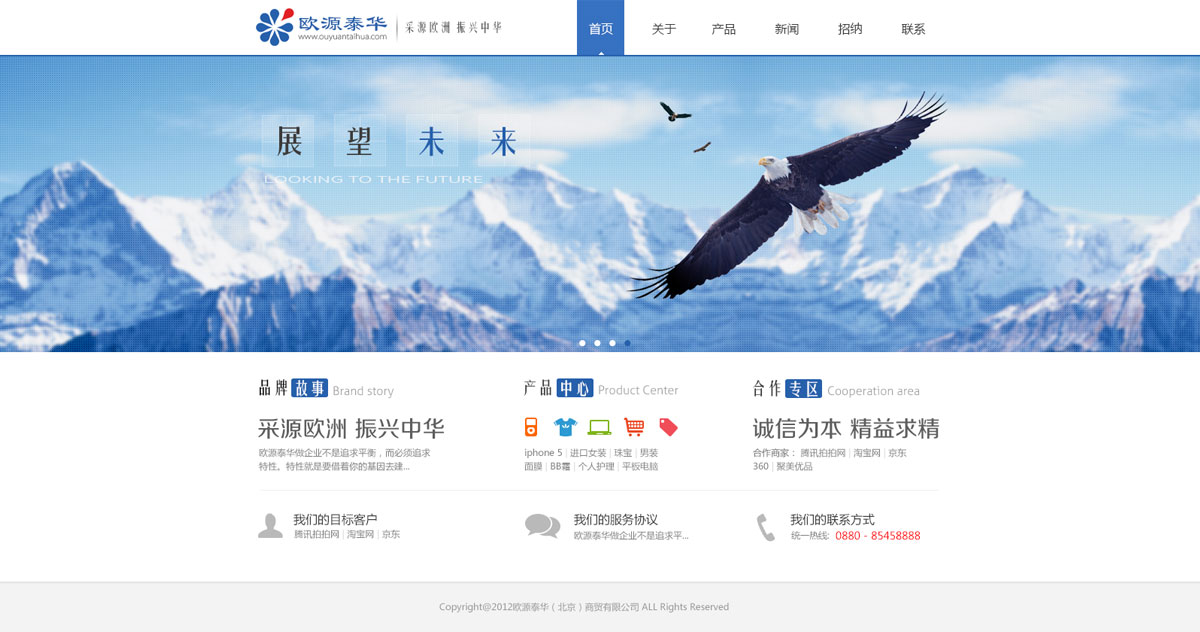 欧源泰华
www.ouyuantaihua.com
采源欧洲 振兴中华
首页 关于 产品 新闻 招纳 联系
展望未来
LOOKING TO THE FUTURE
品牌故事 Brand story
采源欧洲 振兴中华
欧源泰华做企业不是追求平衡，而必须追求
特性。特性就是要借着你的基因去建...
产品中心 Product Center
iphone 5 | 进口女装 | 珠宝 | 男装
面膜 | BB霜 | 个人护理 | 平板电脑
合作专区 Cooperation area
诚信为本 精益求精
合作商家： 腾讯拍拍网 | 淘宝网 | 京东
360 | 聚美优品
我们的目标客户
腾讯拍拍网 | 淘宝网 | 京东
我们的服务协议
欧源泰华做企业不是追求平...
我们的联系方式
统一热线: 0880 - 85458888
Copyright@2012欧源泰华（北京）商贸有限公司 ALL Rights Reserved